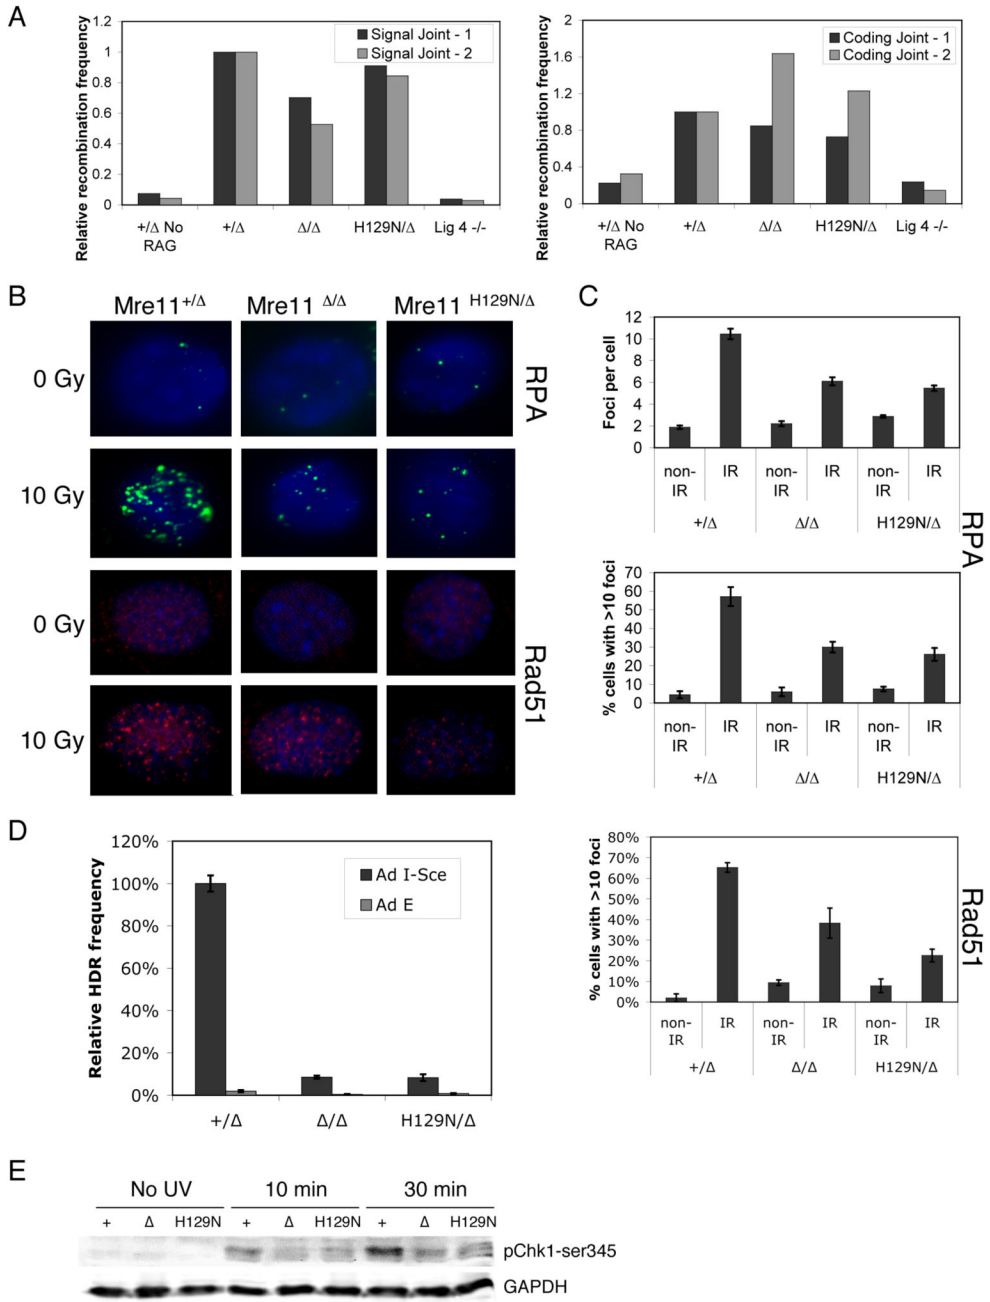 A
Relative recombination frequency
1.2
1
0.8
0.6
0.4
0.2
0
Signal Joint - 1
Signal Joint - 2
+/Δ No RAG
+/Δ
Δ/Δ
H129N/Δ
Lig 4 -/-
Relative recombination frequency
2
1.6
1.2
0.8
0.4
0
Coding Joint - 1
Coding Joint - 2
+/Δ No RAG
+/Δ
Δ/Δ
H129N/Δ
Lig 4 -/-
B
Mre11 +/Δ
Mre11 Δ/Δ
Mre11 H129N/Δ
0 Gy
10 Gy
RPA
0 Gy
10 Gy
Rad51
C
Foci per cell
12
10
8
6
4
2
0
non-IR
IR
non-IR
IR
non-IR
IR
+/Δ
Δ/Δ
H129N/Δ
RPA
% cells with >10 foci
70
60
50
40
30
20
10
0
non-IR
IR
non-IR
IR
non-IR
IR
+/Δ
Δ/Δ
H129N/Δ
% cells with >10 foci
80%
70%
60%
50%
40%
30%
20%
10%
0%
non-IR
IR
non-IR
IR
non-IR
IR
+/Δ
Δ/Δ
H129N/Δ
Rad51
D
Relative HDR frequency
120%
100%
80%
60%
40%
20%
0%
Ad I-Sce
Ad E
+/Δ
Δ/Δ
H129N/Δ
E
No UV
10 min
30 min
+ Δ H129N + Δ H129N + Δ H129N
pChk1-ser345
GAPDH